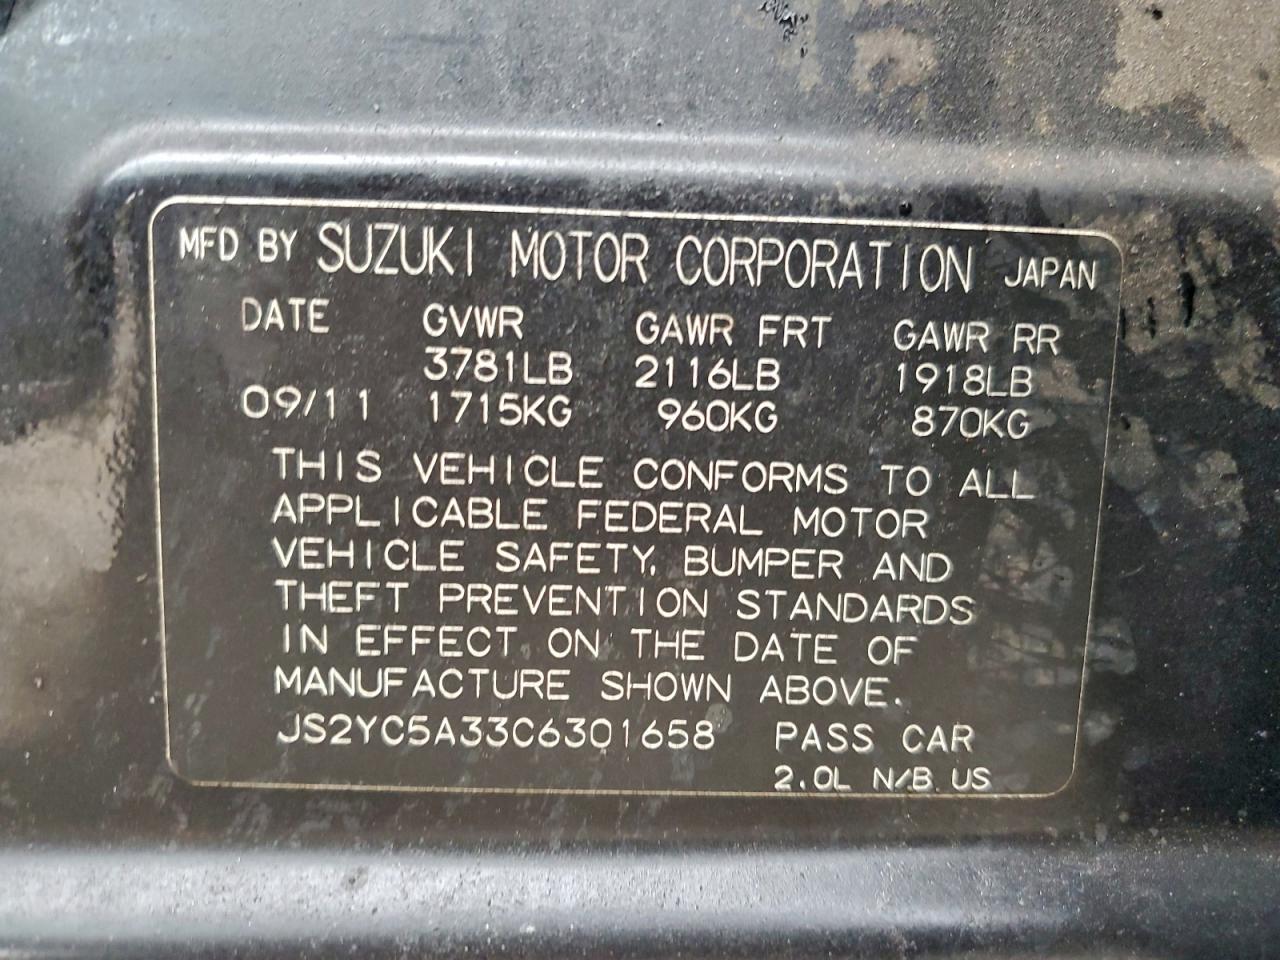 MFD BY SUZUKI MOTOR CORPORATION JAPAN
DATE GVWR GAWR FRT GAWR RR
3781LB 2116LB 1918LB
09/11 1715KG 960KG 870KG
THIS VEHICLE CONFORMS TO ALL
APPLICABLE FEDERAL MOTOR
VEHICLE SAFETY, BUMPER AND
THEFT PREVENTION STANDARDS
IN EFFECT ON THE DATE OF
MANUFACTURE SHOWN ABOVE.
JS2YC5A33C6301658 PASS CAR
2.0L N/B US